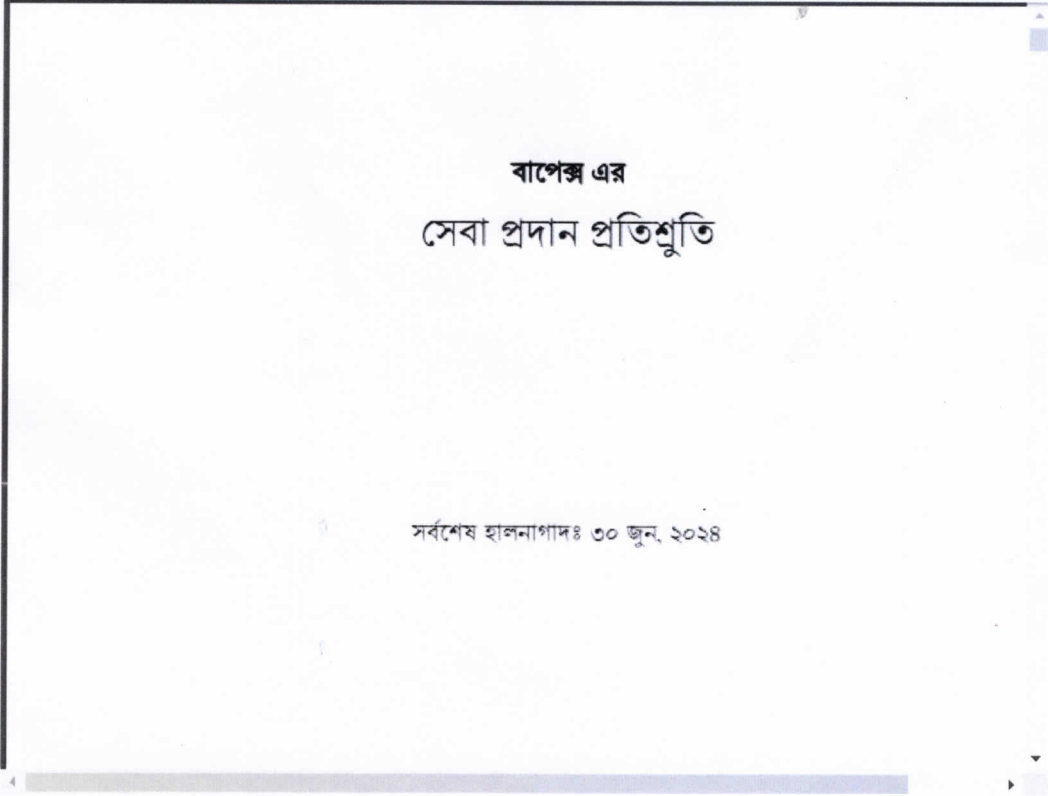 বাপেক্স এর
সেবা প্রদান প্রতিশ্রুতি
সর্বশেষ হালনাগাদঃ ৩০ জুন, ২০২৪